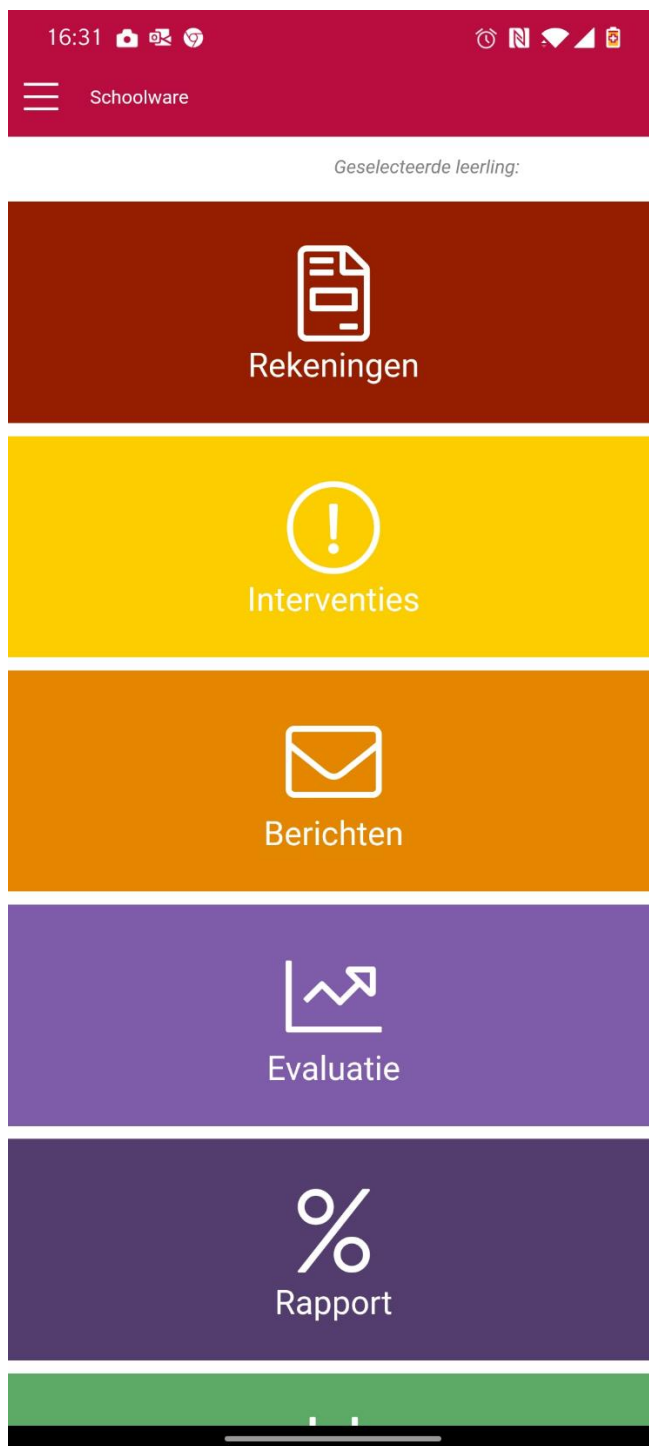 16:31
Schoolware
Geselecteerde leerling:
Rekeningen
Interventies
Berichten
Evaluatie
Rapport